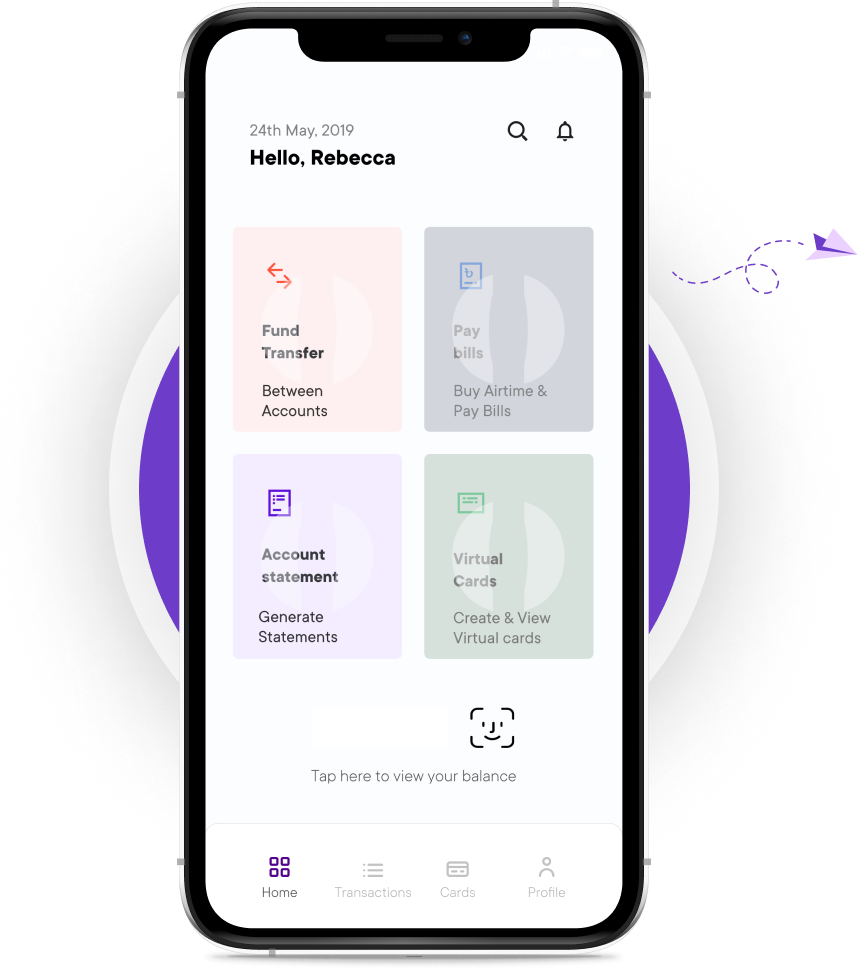 24th May, 2019
Hello, Rebecca
Fund
Transfer
Between
Accounts
Pay
bills
Buy Airtime &
Pay Bills
Account
statement
Generate
Statements
Virtual
Cards
Create & View
Virtual cards
Tap here to view your balance
Home
Transactions
Cards
Profile